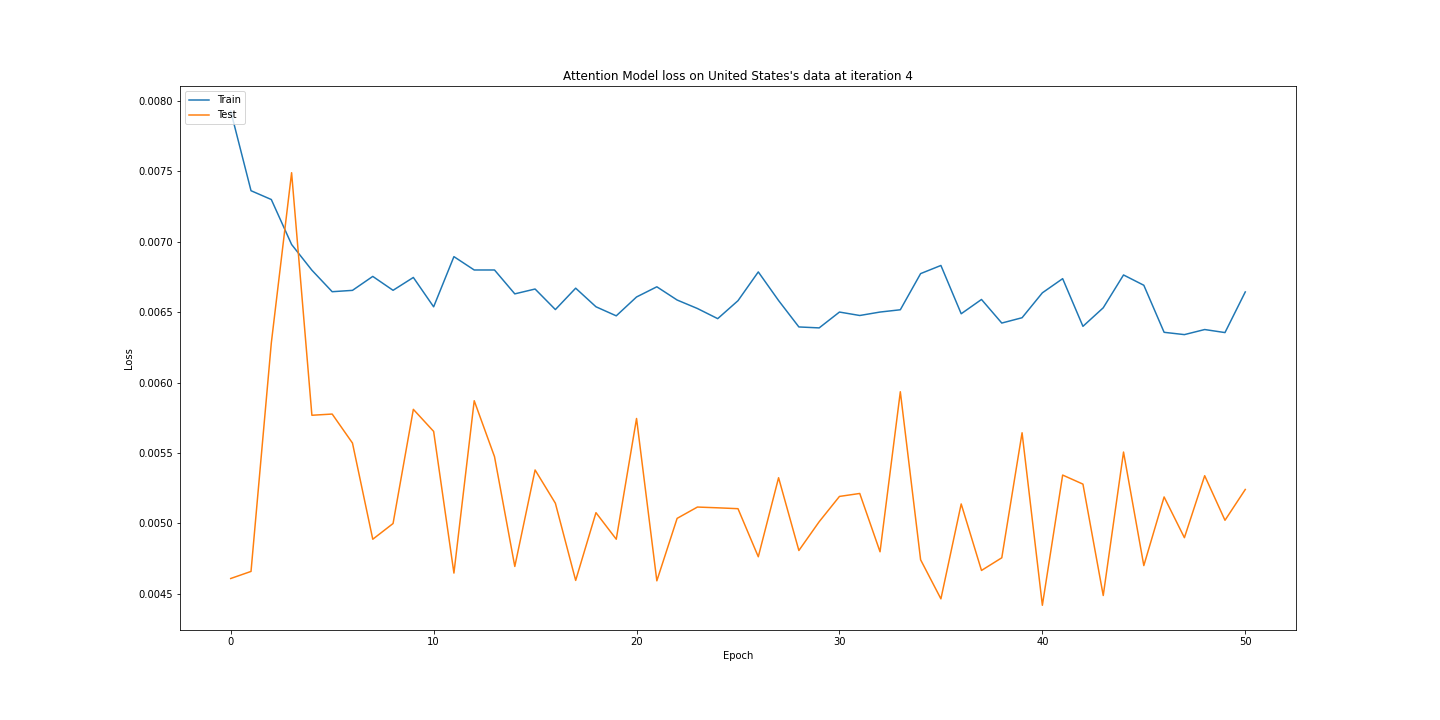 Attention Model loss on United States's data at iteration 4
Train
Test
0.0080
0.0075
0.0070
0.0065
0.0060
0.0055
0.0050
0.0045
Loss
0 10 20 30 40 50
Epoch